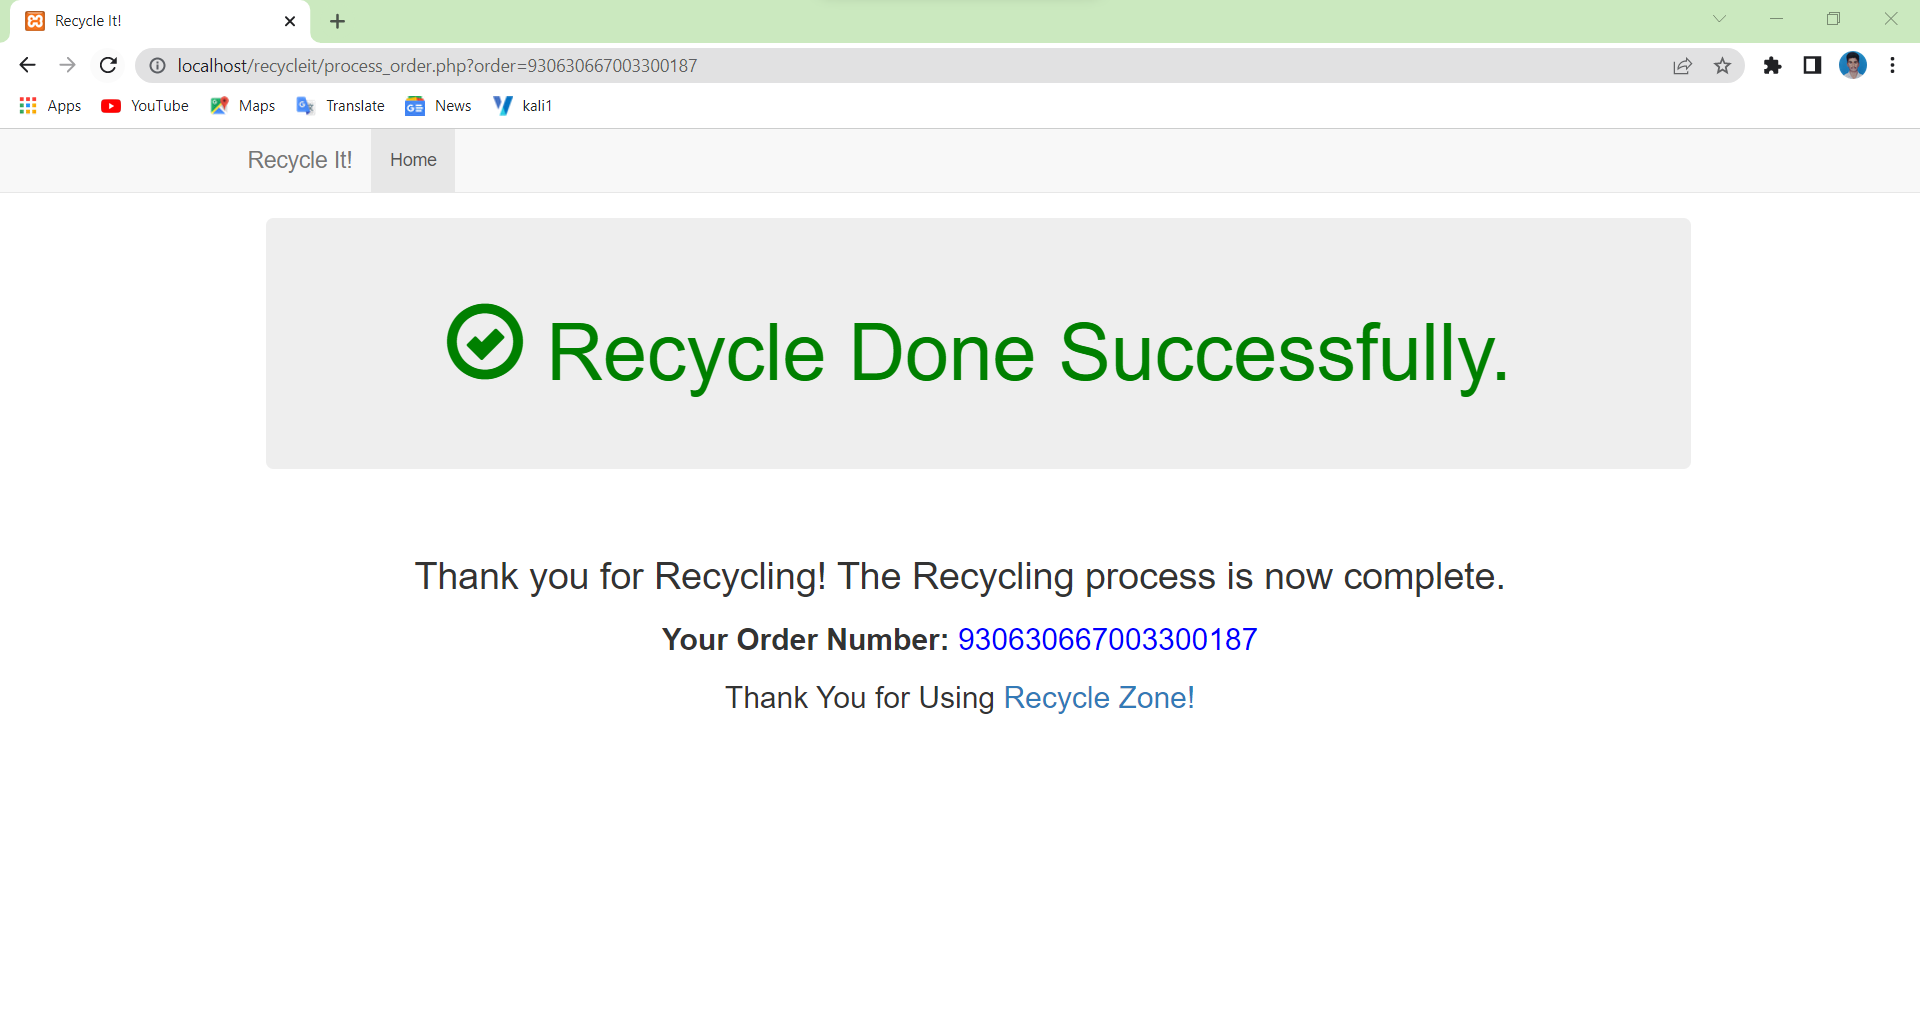 Recycle It!
localhost/recycleit/process_order.php?order=930630667003300187
Apps YouTube Maps Translate News kali1
Recycle It! Home
Recycle Done Successfully.
Thank you for Recycling! The Recycling process is now complete.
Your Order Number: 930630667003300187
Thank You for Using Recycle Zone!